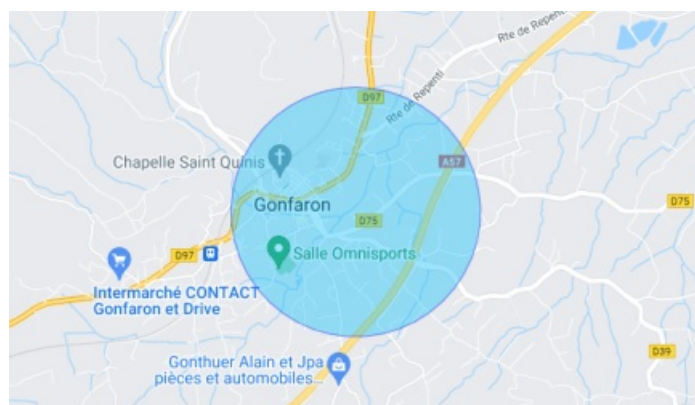 Rte de Repenti
D97
Rte de Repenti
Chapelle Saint Quinis
A57
Gonfaron
D75
D75
D97
Salle Omnisports
Intermarché CONTACT
Gonfaron et Drive
D39
Gonthuer Alain et Jpa
pièces et automobiles...